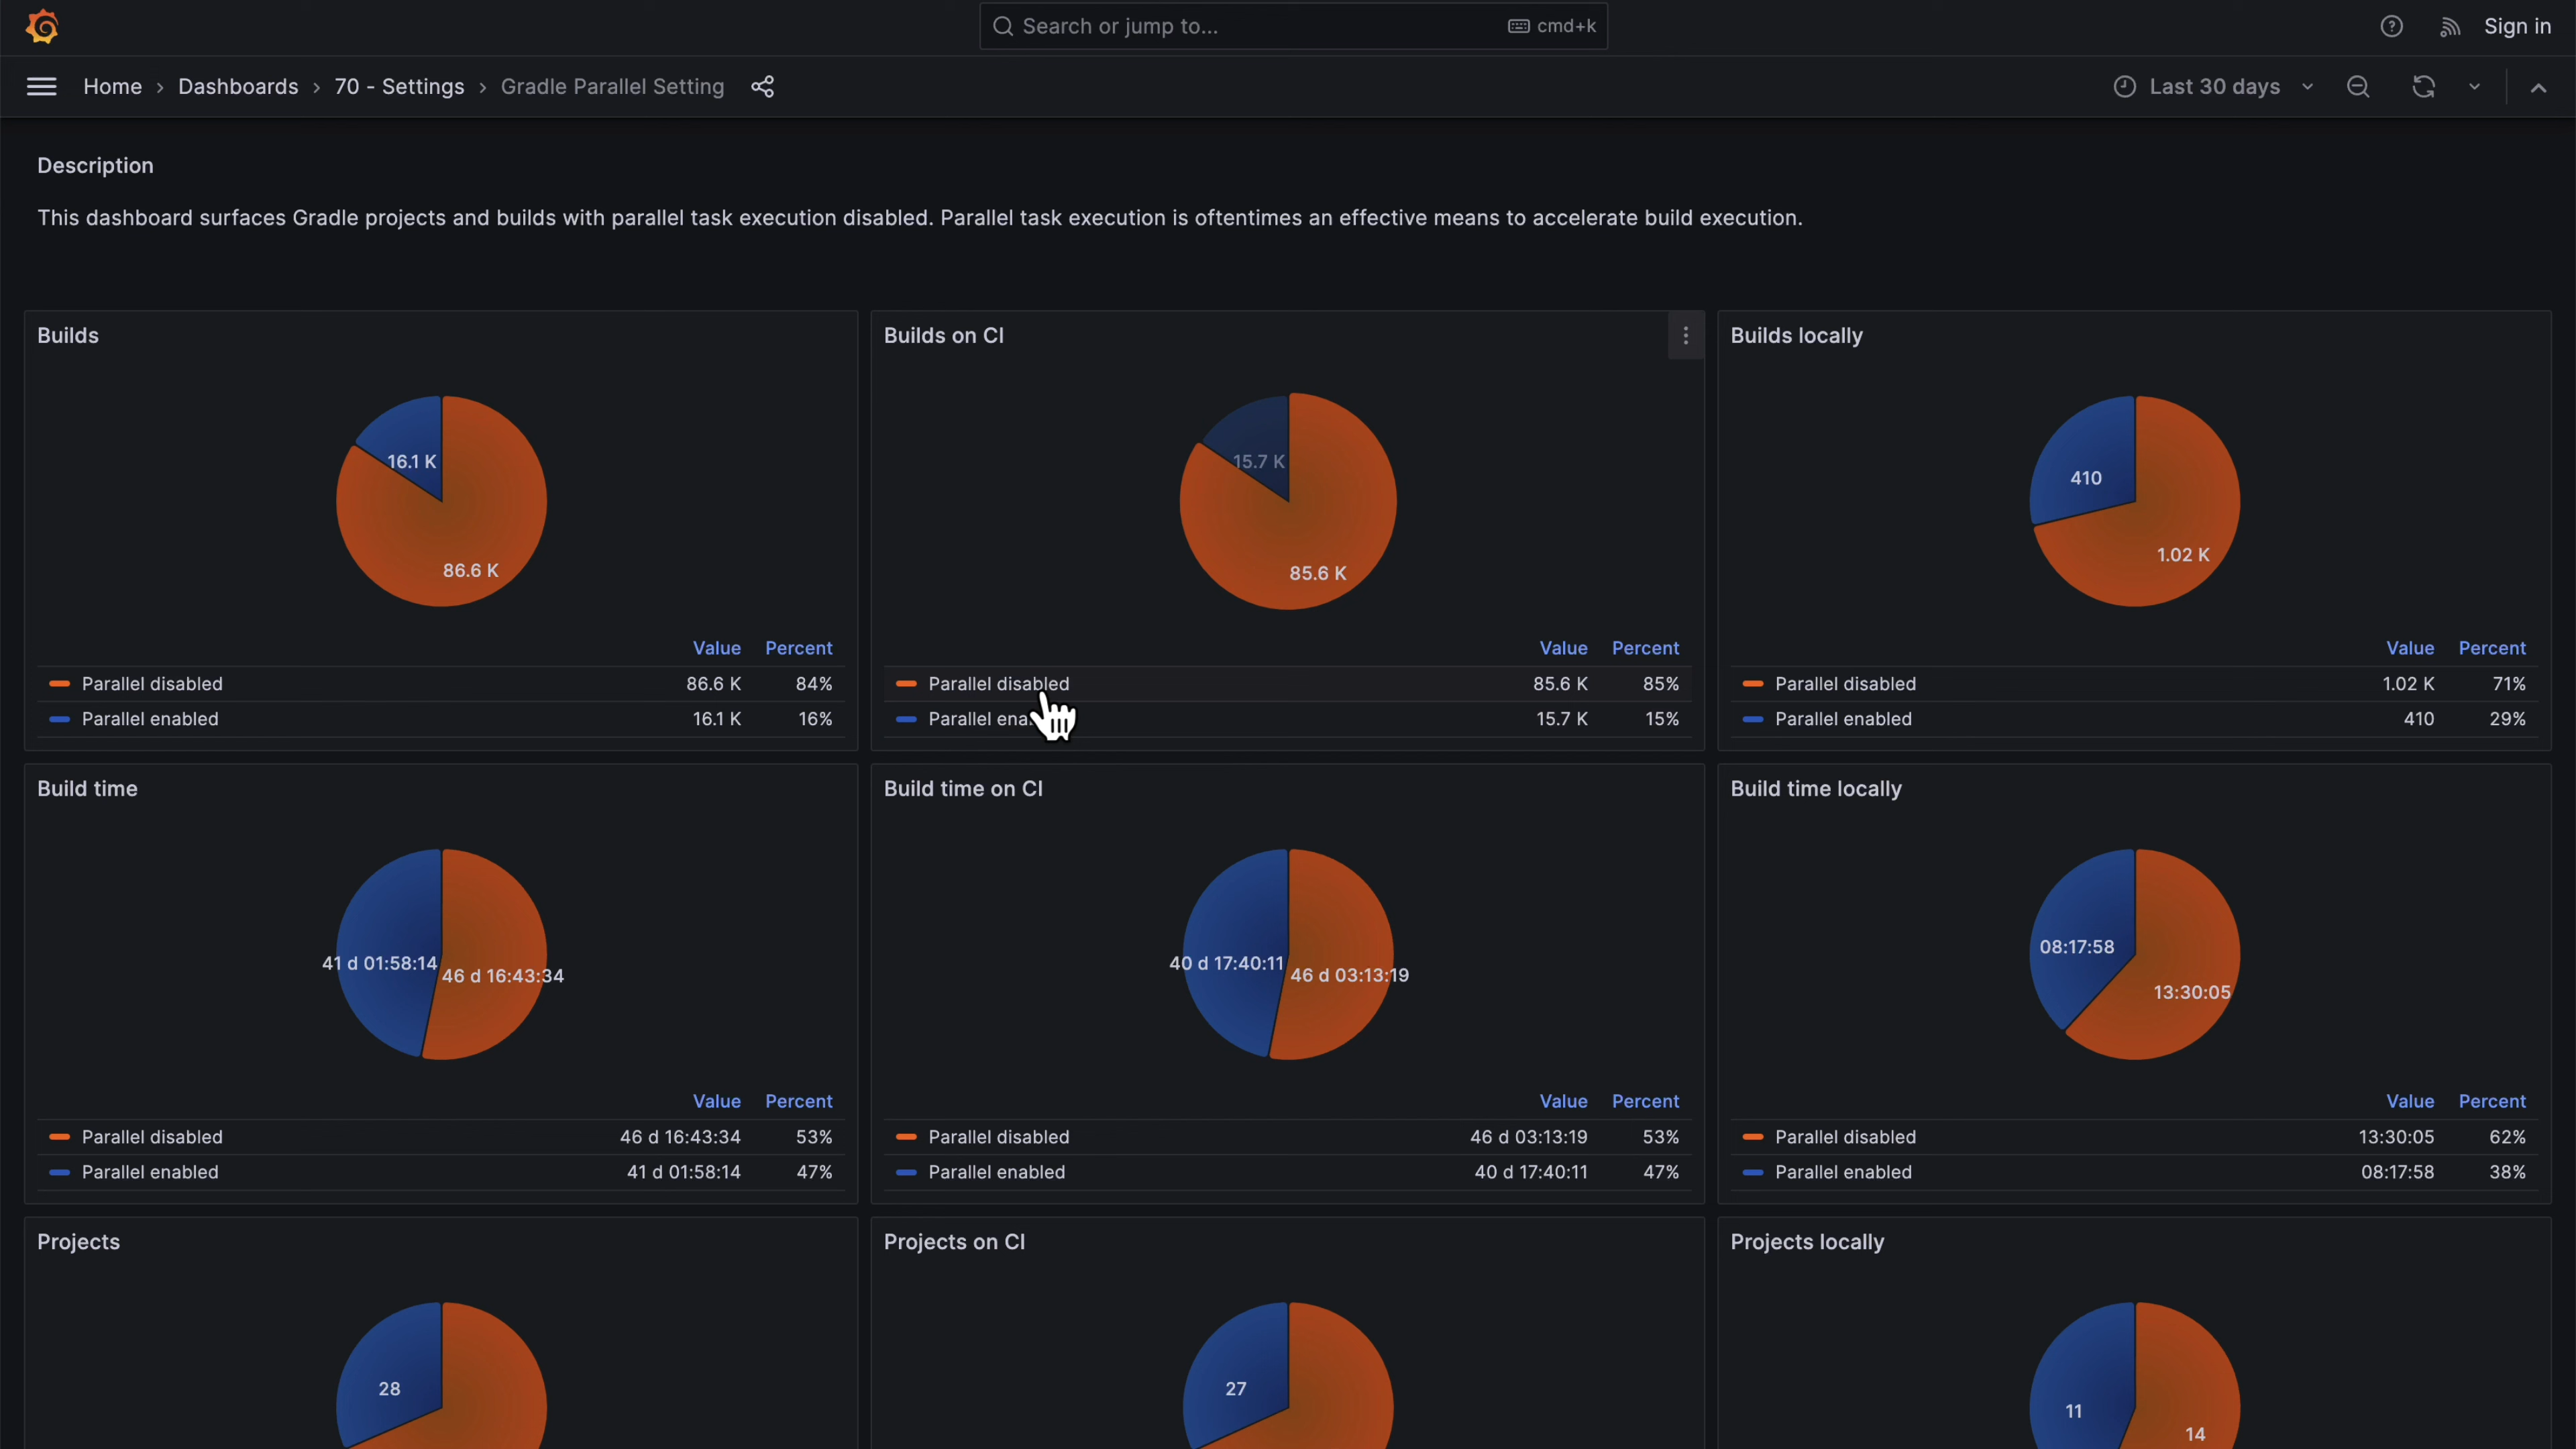 Search or jump to...
cmd+k
Sign in
Home › Dashboards › 70 - Settings › Gradle Parallel Setting
Last 30 days
Description
This dashboard surfaces Gradle projects and builds with parallel task execution disabled. Parallel task execution is oftentimes an effective means to accelerate build execution.
Builds
16.1 K
86.6 K
Value Percent
Parallel disabled 86.6 K 84%
Parallel enabled 16.1 K 16%
Builds on CI
15.7 K
85.6 K
Value Percent
Parallel disabled 85.6 K 85%
Parallel ena 15.7 K 15%
Builds locally
410
1.02 K
Value Percent
Parallel disabled 1.02 K 71%
Parallel enabled 410 29%
Build time
41 d 01:58:14
46 d 16:43:34
Value Percent
Parallel disabled 46 d 16:43:34 53%
Parallel enabled 41 d 01:58:14 47%
Build time on CI
40 d 17:40:11
46 d 03:13:19
Value Percent
Parallel disabled 46 d 03:13:19 53%
Parallel enabled 40 d 17:40:11 47%
Build time locally
08:17:58
13:30:05
Value Percent
Parallel disabled 13:30:05 62%
Parallel enabled 08:17:58 38%
Projects
28
Projects on CI
27
Projects locally
11
14